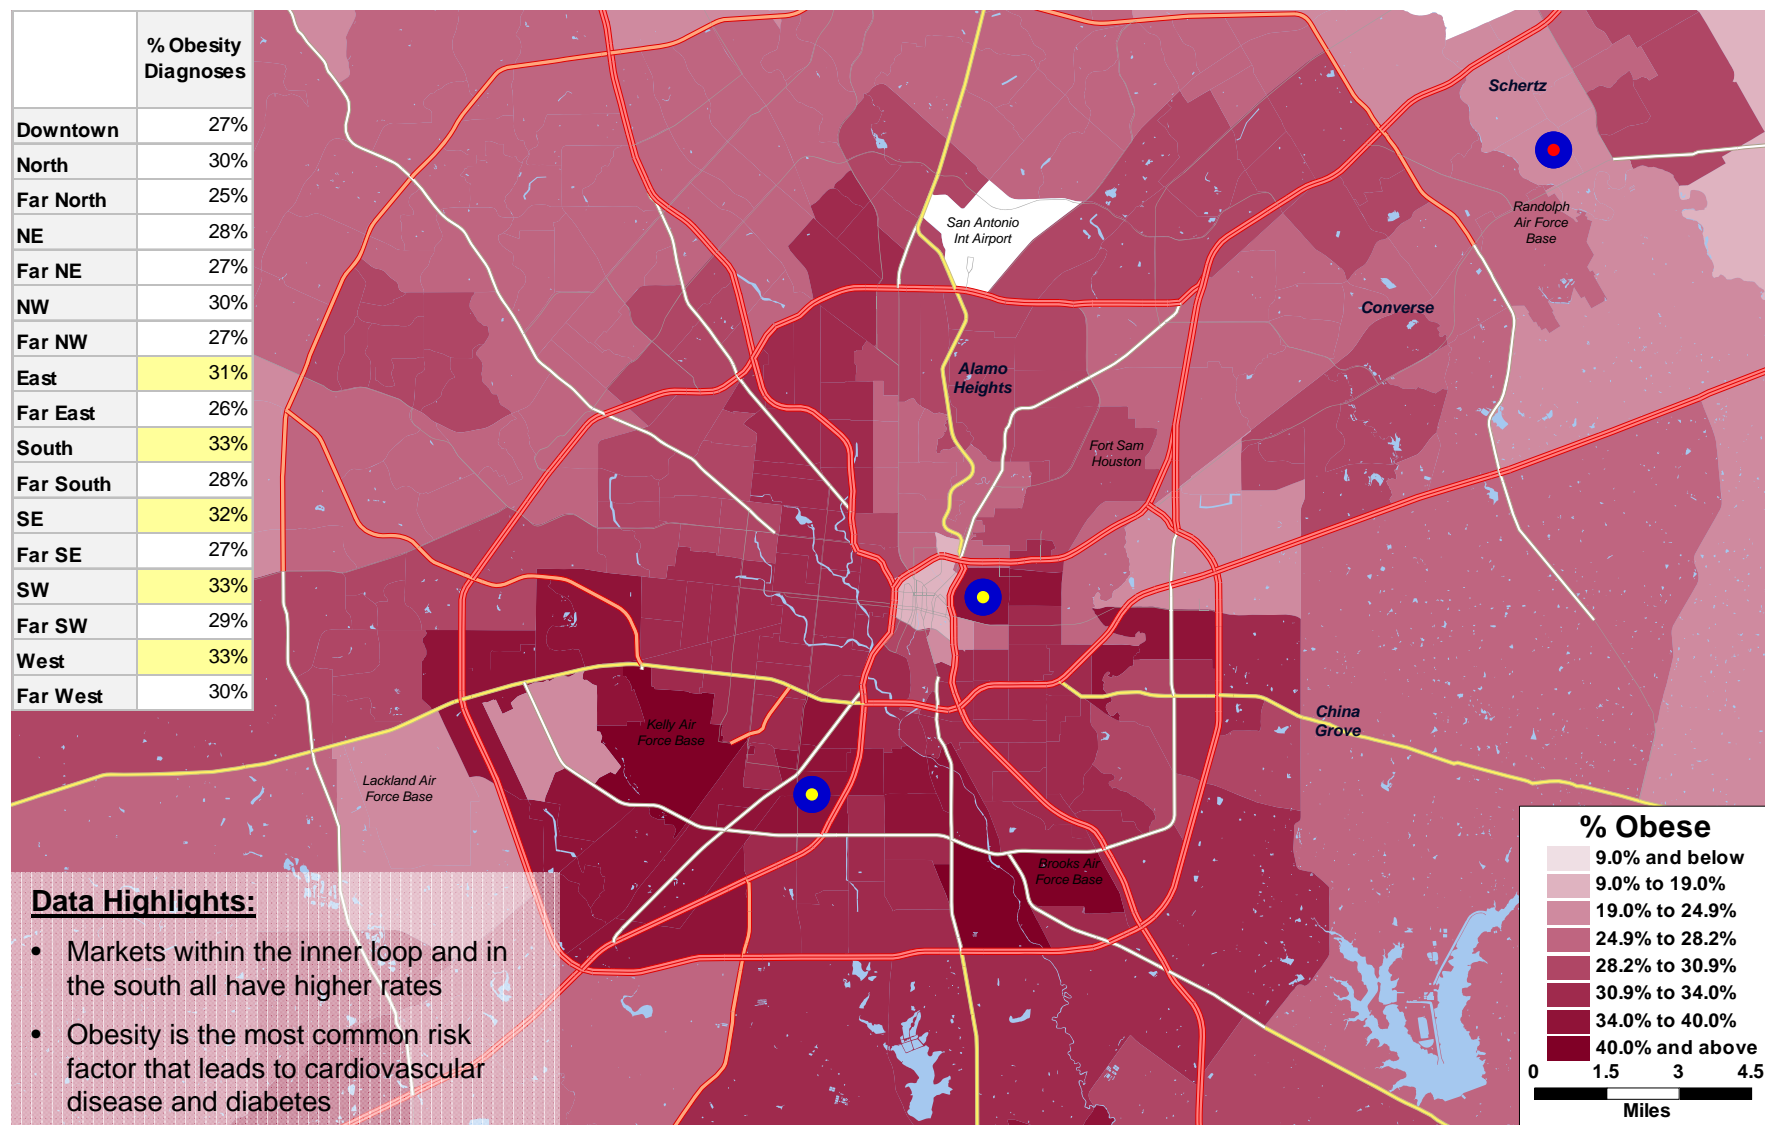 % Obesity
Diagnoses
Downtown 27%
North 30%
Far North 25%
NE 28%
Far NE 27%
NW 30%
Far NW 27%
East 31%
Far East 26%
South 33%
Far South 28%
SE 32%
Far SE 27%
SW 33%
Far SW 29%
West 33%
Far West 30%
Schertz
Randolph
Air Force
Base
San Antonio
Int Airport
Converse
Alamo
Heights
Fort Sam
Houston
China
Grove
Kelly Air
Force Base
Lackland Air
Force Base
Brooks Air
Force Base
Data Highlights:
• Markets within the inner loop and in
the south all have higher rates
• Obesity is the most common risk
factor that leads to cardiovascular
disease and diabetes
% Obese
9.0% and below
9.0% to 19.0%
19.0% to 24.9%
24.9% to 28.2%
28.2% to 30.9%
30.9% to 34.0%
34.0% to 40.0%
40.0% and above
0 1.5 3 4.5
Miles